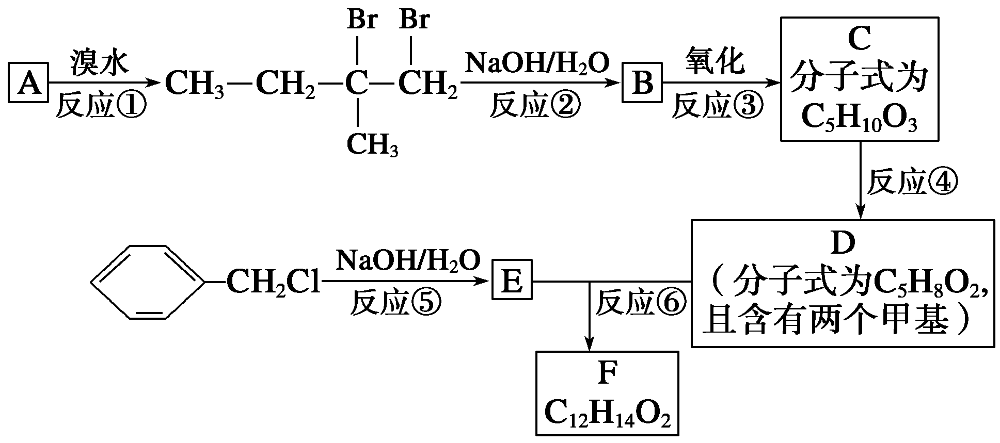 Br Br
A 溴水 反应① CH₃—CH₂—C—CH₂ NaOH/H₂O 反应② B 氧化 反应③
CH₃
C
分子式为
C₅H₁₀O₃
反应④
D
（分子式为C₅H₈O₂,
且含有两个甲基）
CH₂Cl NaOH/H₂O 反应⑤ E 反应⑥
F
C₁₂H₁₄O₂